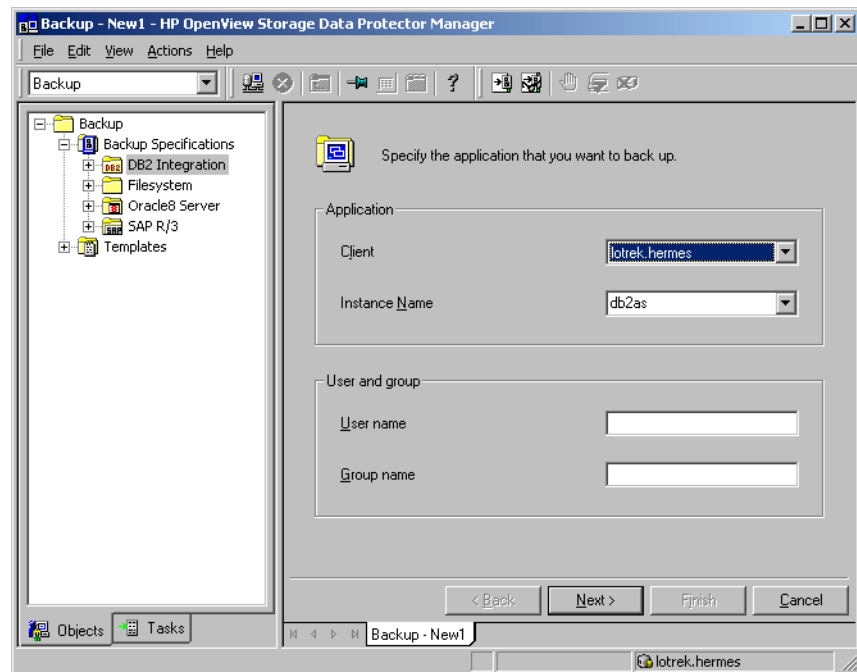 Backup - New1 - HP OpenView Storage Data Protector Manager
File Edit View Actions Help
Backup
Backup
Backup Specifications
DB2 Integration
Filesystem
Oracle8 Server
SAP R/3
Templates
Objects
Tasks
Specify the application that you want to back up.
Application
Client
lotrek.hermes
Instance Name
db2as
User and group
User name
Group name
< Back
Next >
Finish
Cancel
Backup - New1
lotrek.hermes